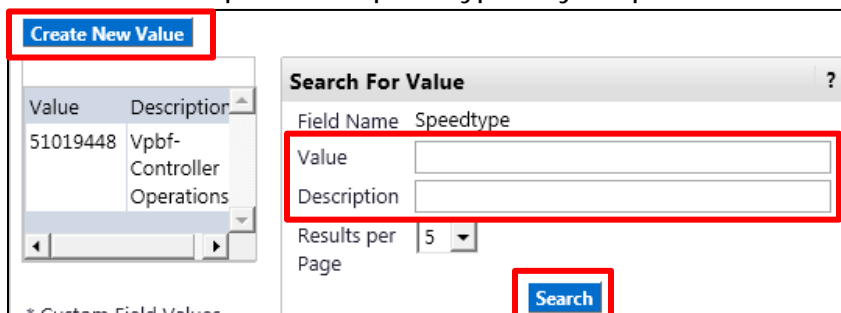 Create New Value
Value Description
51019448 Vpbf-
Controller
Operations
Search For Value ?
Field Name Speedtype
Value
Description
Results per 5
Page
Search
* Custom Field Values